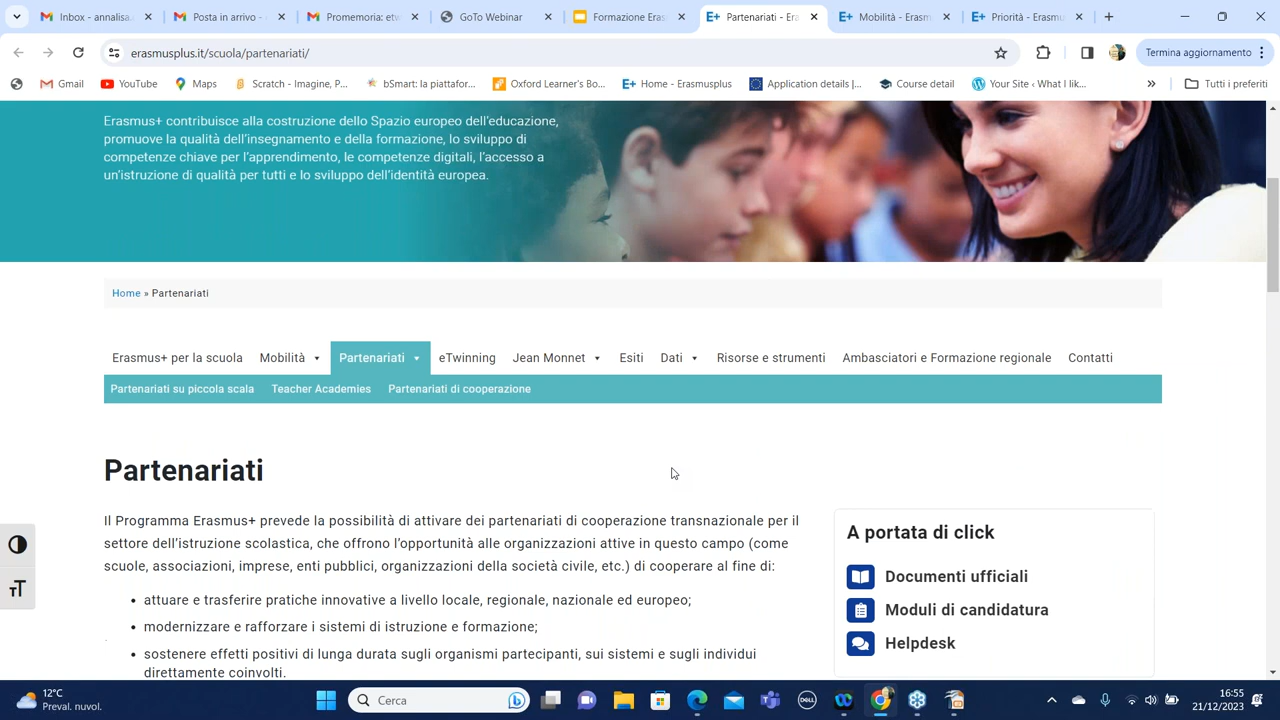 Inbox - annalisa.
Posta in arrivo -
Promemoria: etw
GoTo Webinar
Formazione Eras
Partenariati - Era
Mobilità - Erasm
Priorità - Erasmu
erasmusplus.it/scuola/partenariati/
Termina aggiornamento
Gmail
YouTube
Maps
Scratch - Imagine, P...
bSmart: la piattafor...
Oxford Learner's Bo...
Home - Erasmusplus
Application details |...
Course detail
Your Site ‹ What I lik...
Tutti i preferiti
Erasmus+ contribuisce alla costruzione dello Spazio europeo dell'educazione,
promuove la qualità dell'insegnamento e della formazione, lo sviluppo di
competenze chiave per l'apprendimento, le competenze digitali, l'accesso a
un'istruzione di qualità per tutti e lo sviluppo dell'identità europea.
Home » Partenariati
Erasmus+ per la scuola
Mobilità
Partenariati
eTwinning
Jean Monnet
Esiti
Dati
Risorse e strumenti
Ambasciatori e Formazione regionale
Contatti
Partenariati su piccola scala
Teacher Academies
Partenariati di cooperazione
Partenariati
Il Programma Erasmus+ prevede la possibilità di attivare dei partenariati di cooperazione transnazionale per il
settore dell'istruzione scolastica, che offrono l'opportunità alle organizzazioni attive in questo campo (come
scuole, associazioni, imprese, enti pubblici, organizzazioni della società civile, etc.) di cooperare al fine di:
• attuare e trasferire pratiche innovative a livello locale, regionale, nazionale ed europeo;
• modernizzare e rafforzare i sistemi di istruzione e formazione;
• sostenere effetti positivi di lunga durata sugli organismi partecipanti, sui sistemi e sugli individui
direttamente coinvolti.
A portata di click
Documenti ufficiali
Moduli di candidatura
Helpdesk
12°C
Preval. nuvol.
Cerca
DELL
16:55
21/12/2023